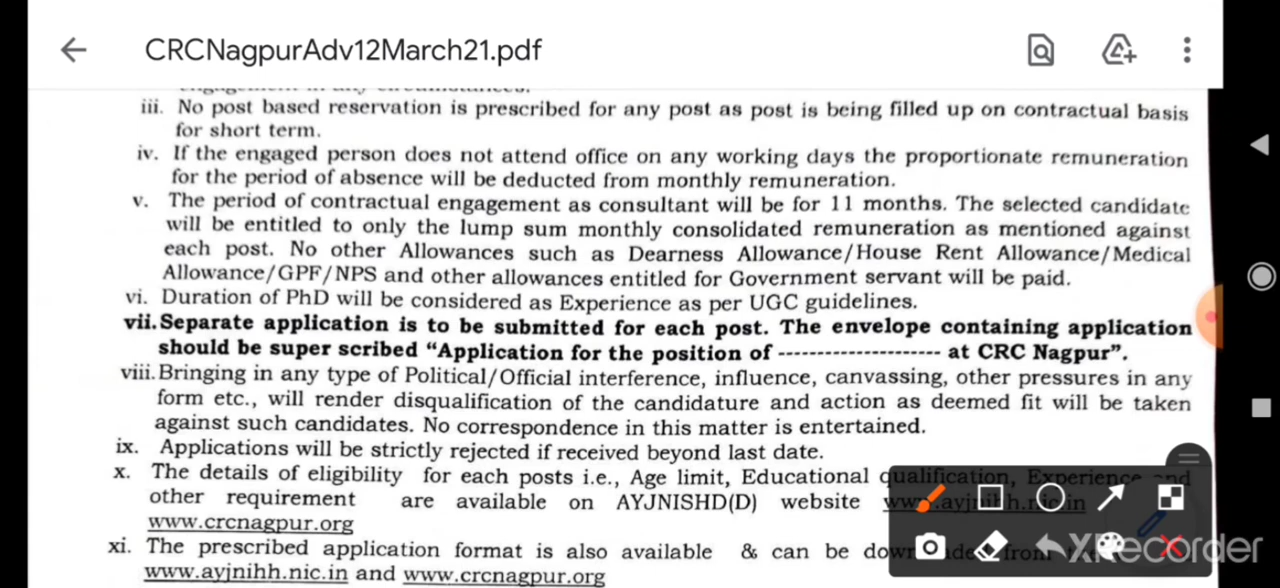 CRCNagpurAdv12March21.pdf
iii. No post based reservation is prescribed for any post as post is being filled up on contractual basis
for short term.
iv. If the engaged person does not attend office on any working days the proportionate remuneration
for the period of absence will be deducted from monthly remuneration.
v. The period of contractual engagement as consultant will be for 11 months. The selected candidate
will be entitled to only the lump sum monthly consolidated remuneration as mentioned against
each post. No other Allowances such as Dearness Allowance/House Rent Allowance/Medical
Allowance/GPF/NPS and other allowances entitled for Government servant will be paid.
vi. Duration of PhD will be considered as Experience as per UGC guidelines.
vii. Separate application is to be submitted for each post. The envelope containing application
should be super scribed “Application for the position of --------------------- at CRC Nagpur”.
viii. Bringing in any type of Political/Official interference, influence, canvassing, other pressures in any
form etc., will render disqualification of the candidature and action as deemed fit will be taken
against such candidates. No correspondence in this matter is entertained.
ix. Applications will be strictly rejected if received beyond last date.
x. The details of eligibility for each posts i.e., Age limit, Educational qualification, Experience and
other requirement are available on AYJNISHD(D) website www.ayjnihh.nic.in
www.crcnagpur.org
xi. The prescribed application format is also available & can be from
www.ayjnihh.nic.in and www.crcnagpur.org
XRecorder